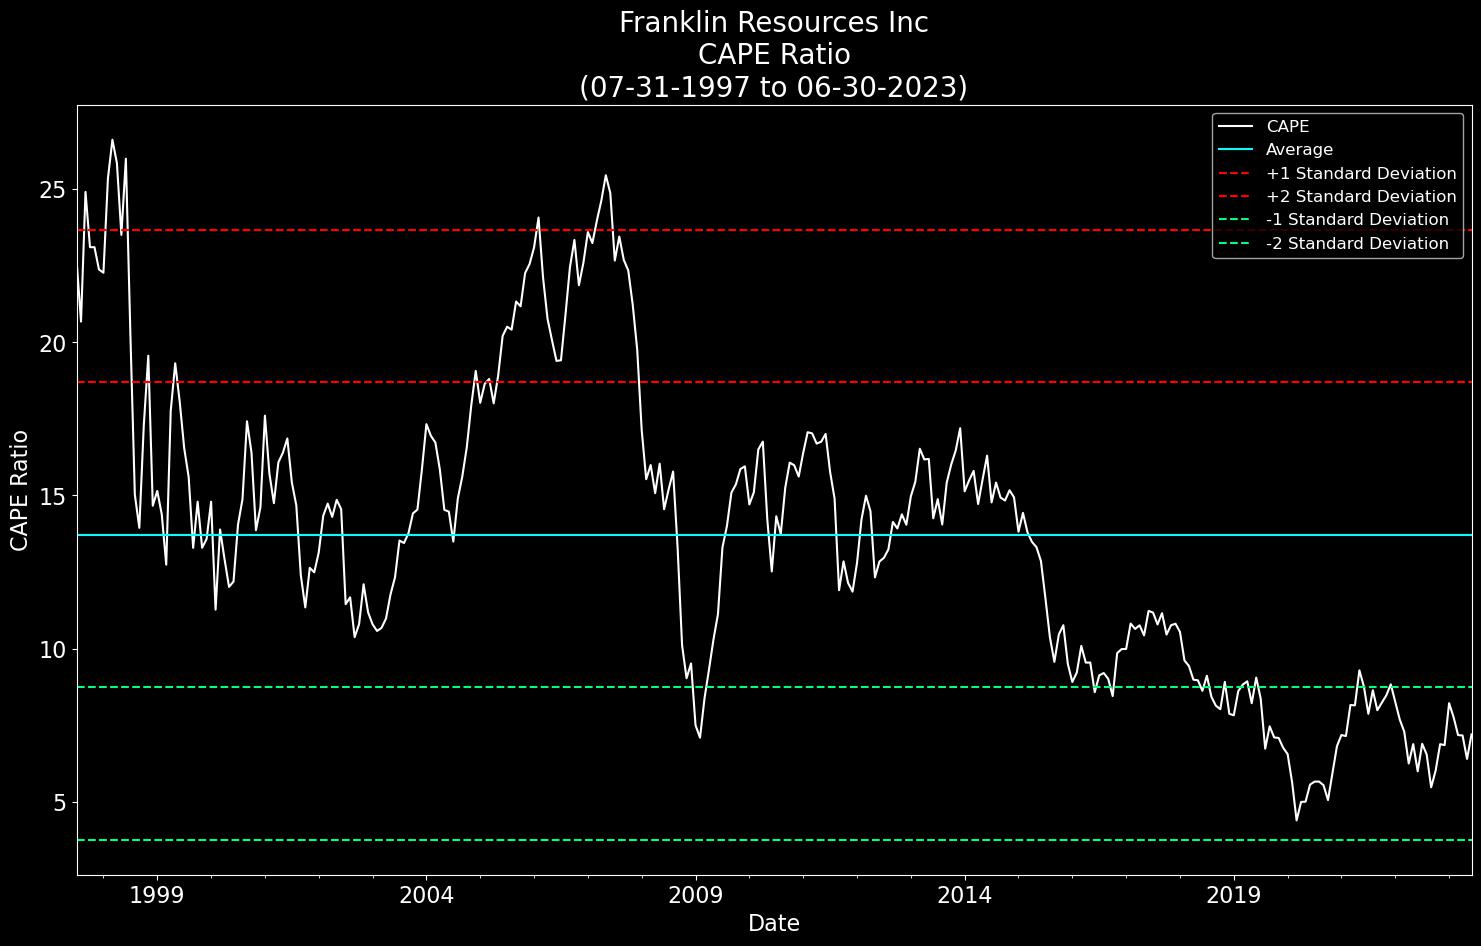 Franklin Resources Inc
CAPE Ratio
(07-31-1997 to 06-30-2023)
CAPE
Average
+1 Standard Deviation
+2 Standard Deviation
-1 Standard Deviation
-2 Standard Deviation
CAPE Ratio
25
20
15
10
5
1999
2004
2009
2014
2019
Date